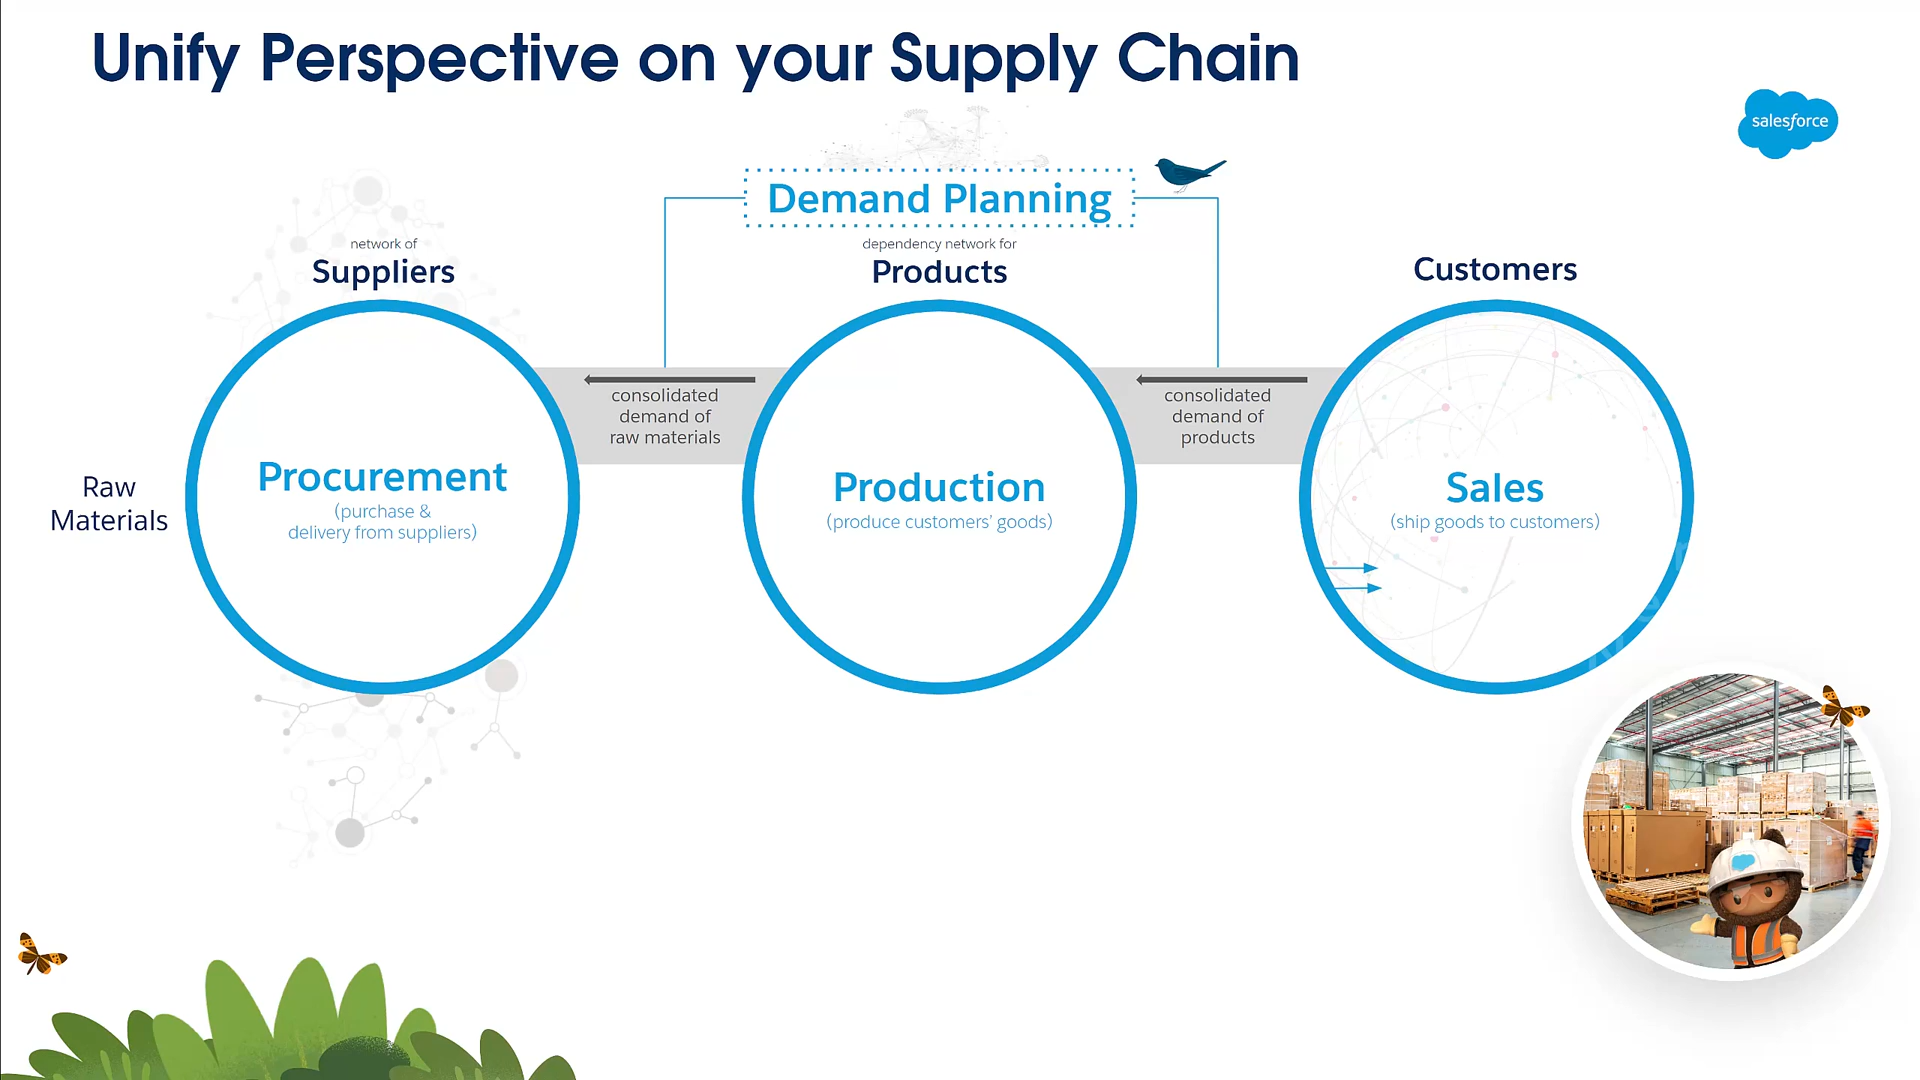 Unify Perspective on your Supply Chain
salesforce
Demand Planning
network of
Suppliers
dependency network for
Products
Customers
consolidated
demand of
raw materials
consolidated
demand of
products
Raw
Materials
Procurement
(purchase &
delivery from suppliers)
Production
(produce customers' goods)
Sales
(ship goods to customers)